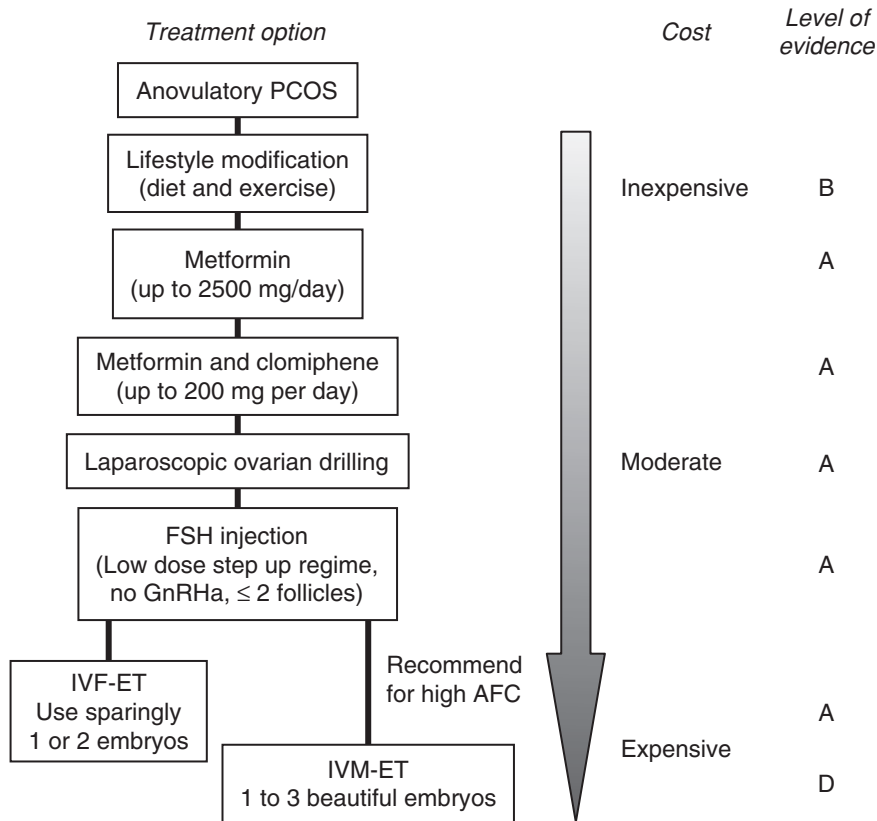 Treatment option
Cost
Level of
evidence
Anovulatory PCOS
Lifestyle modification
(diet and exercise)
Inexpensive
B
Metformin
(up to 2500 mg/day)
A
Metformin and clomiphene
(up to 200 mg per day)
A
Laparoscopic ovarian drilling
Moderate
A
FSH injection
(Low dose step up regime,
no GnRHa, ≤ 2 follicles)
A
IVF-ET
Use sparingly
1 or 2 embryos
Recommend
for high AFC
A
Expensive
IVM-ET
1 to 3 beautiful embryos
D